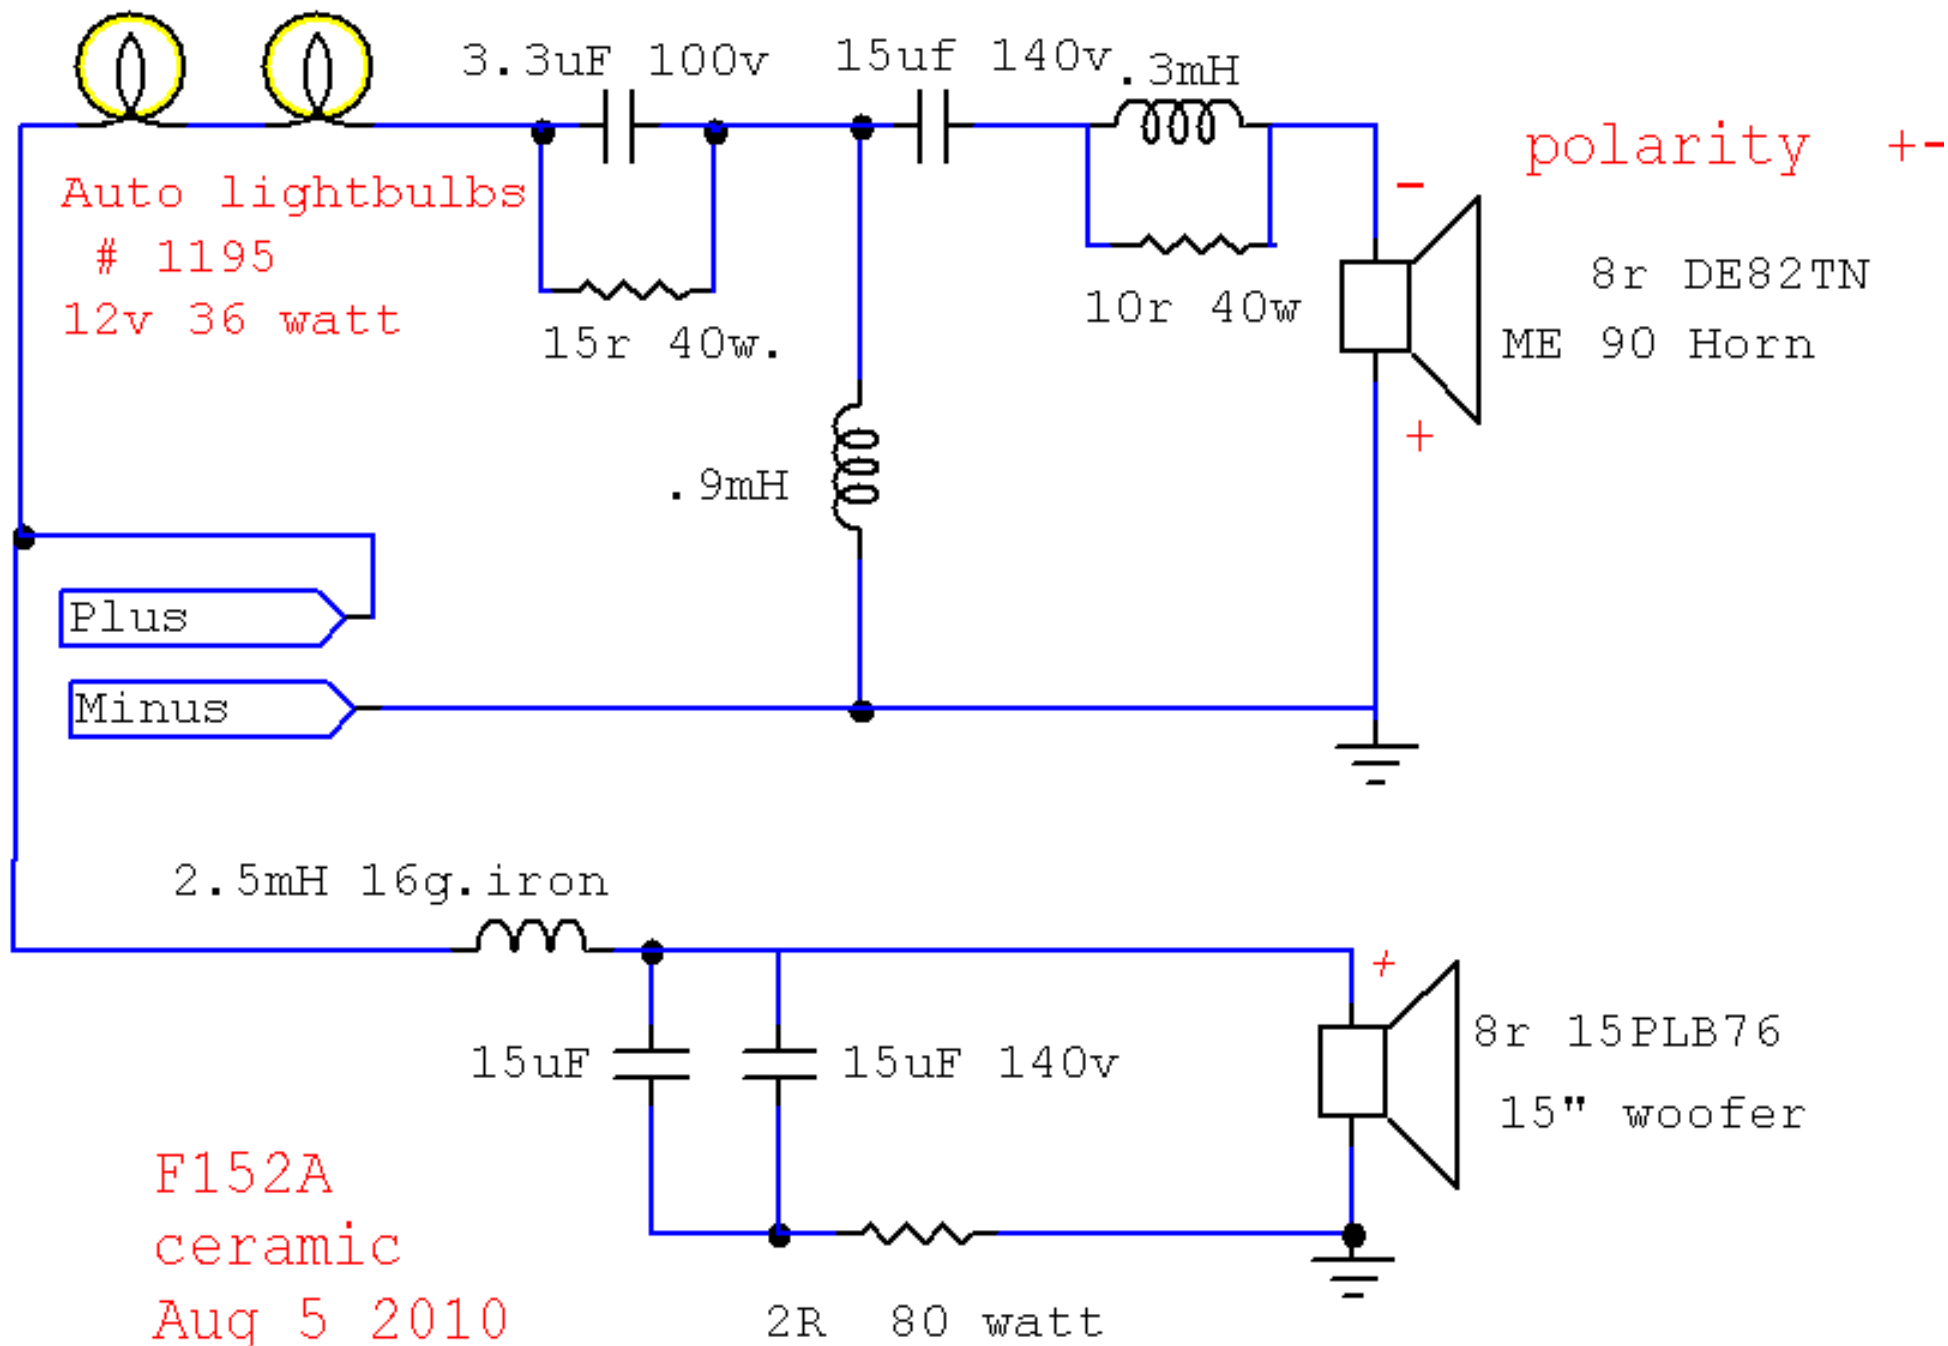 3.3uF 100v
15uf 140v
.3mH
polarity +-
Auto lightbulbs
# 1195
12v 36 watt
-
8r DE82TN
ME 90 Horn
15r 40w.
10r 40w
+
.9mH
Plus
Minus
2.5mH 16g.iron
+
8r 15PLB76
15" woofer
15uF
15uF 140v
F152A
ceramic
Aug 5 2010
2R 80 watt